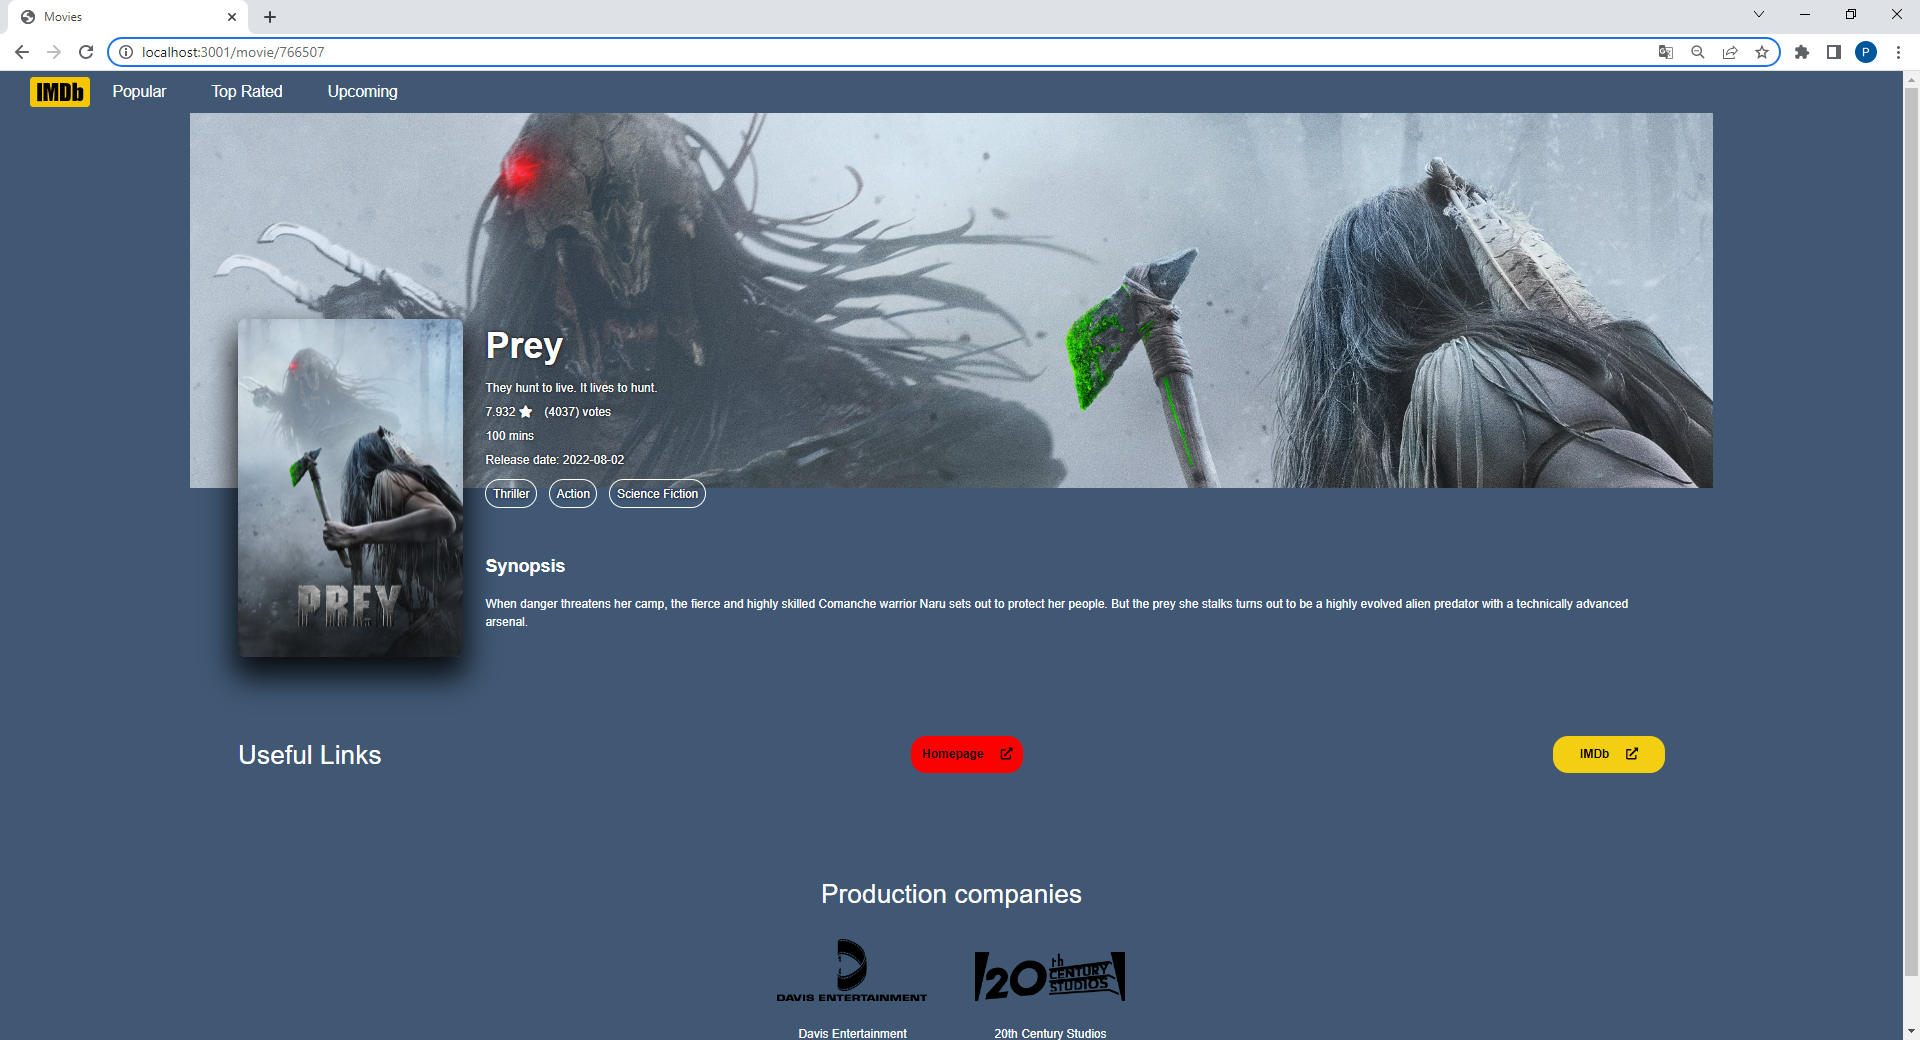 Movies
localhost:3001/movie/766507
P
IMDb
Popular
Top Rated
Upcoming
Prey
They hunt to live. It lives to hunt.
7.932 (4037) votes
100 mins
Release date: 2022-08-02
Thriller
Action
Science Fiction
PREY
Synopsis
When danger threatens her camp, the fierce and highly skilled Comanche warrior Naru sets out to protect her people. But the prey she stalks turns out to be a highly evolved alien predator with a technically advanced
arsenal.
Useful Links
Homepage
IMDb
Production companies
DAVIS ENTERTAINMENT
20th CENTURY STUDIOS
Davis Entertainment
20th Century Studios